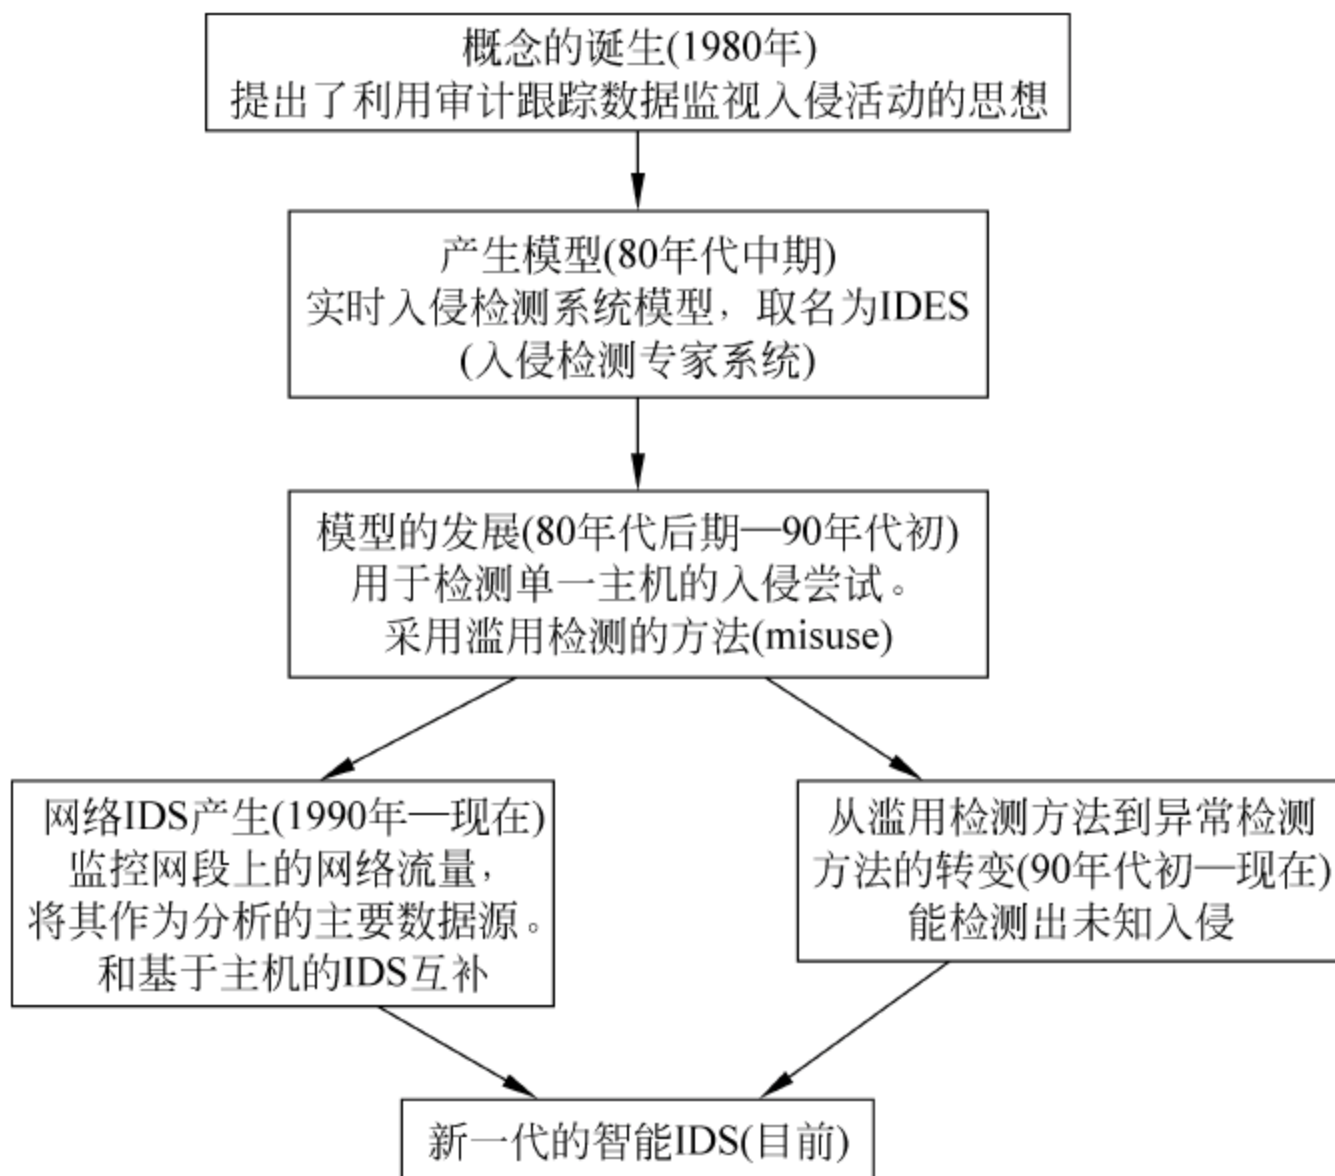 概念的诞生(1980年)
提出了利用审计跟踪数据监视入侵活动的思想
产生模型(80年代中期)
实时入侵检测系统模型，取名为IDES
(入侵检测专家系统)
模型的发展(80年代后期—90年代初)
用于检测单一主机的入侵尝试。
采用滥用检测的方法(misuse)
网络IDS产生(1990年—现在)
监控网段上的网络流量，
将其作为分析的主要数据源。
和基于主机的IDS互补
从滥用检测方法到异常检测
方法的转变(90年代初—现在)
能检测出未知入侵
新一代的智能IDS(目前)